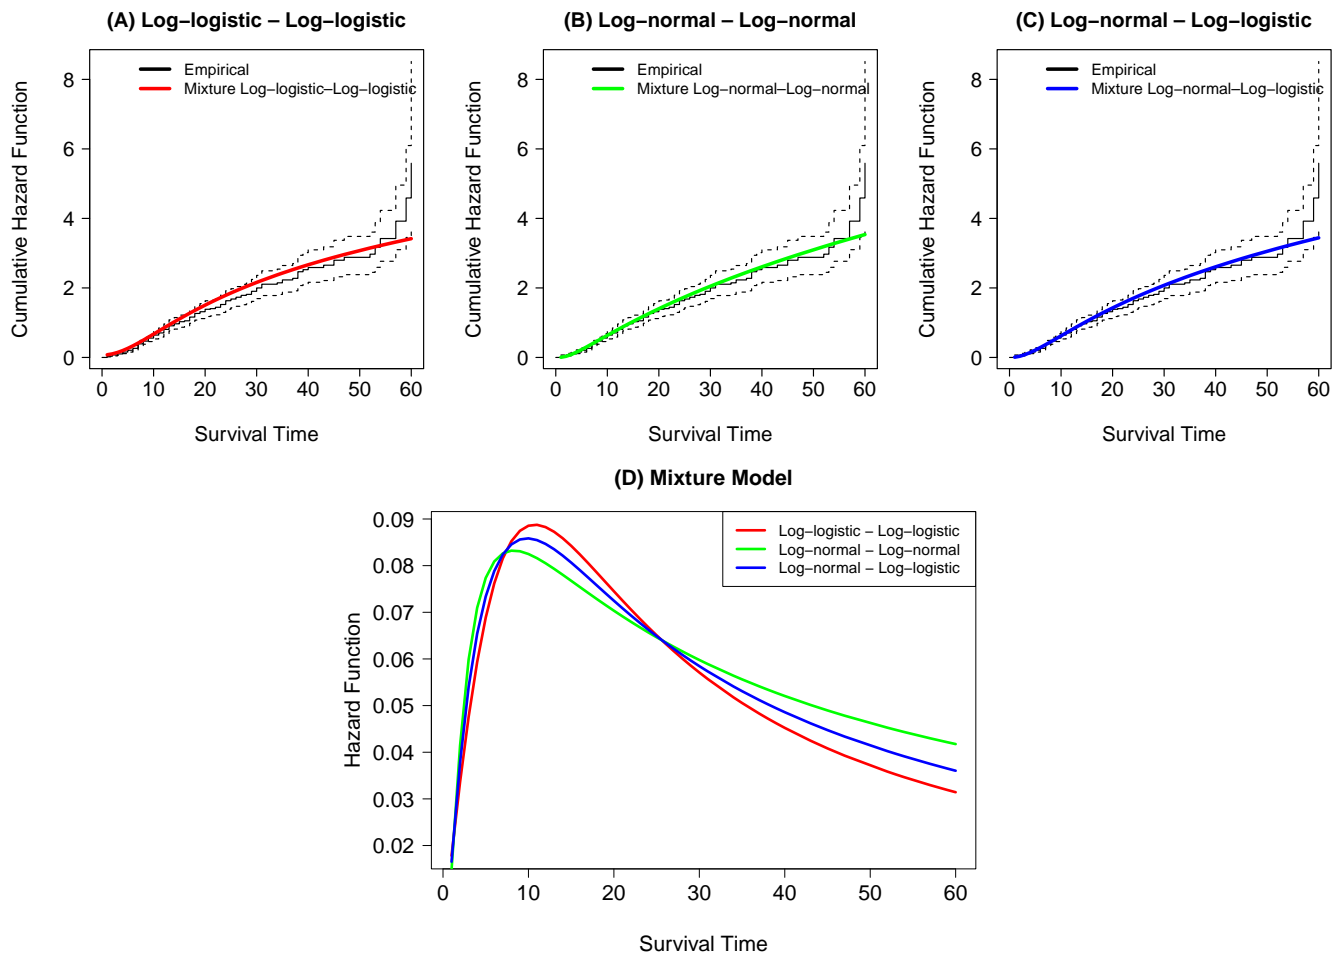 (A) Log−logistic − Log−logistic
Cumulative Hazard Function
8
6
4
2
0
Empirical
Mixture Log−logistic−Log−logistic
0 10 20 30 40 50 60
Survival Time
(B) Log−normal − Log−normal
Cumulative Hazard Function
8
6
4
2
0
Empirical
Mixture Log−normal−Log−normal
0 10 20 30 40 50 60
Survival Time
(C) Log−normal − Log−logistic
Cumulative Hazard Function
8
6
4
2
0
Empirical
Mixture Log−normal−Log−logistic
0 10 20 30 40 50 60
Survival Time
(D) Mixture Model
Hazard Function
0.09
0.08
0.07
0.06
0.05
0.04
0.03
0.02
Log−logistic − Log−logistic
Log−normal − Log−normal
Log−normal − Log−logistic
0 10 20 30 40 50 60
Survival Time